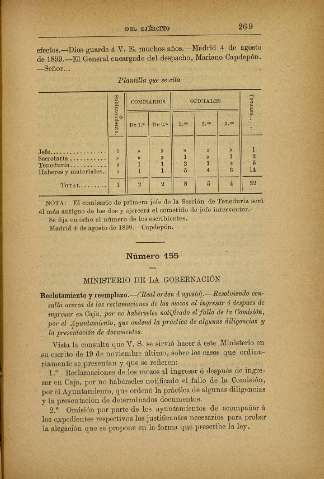 DEL EJÉRCITO 269
efectos.—Dios guarde á V. E. muchos años.—Madrid 4 de agosto
de 1899.—El General encargado del despacho, Mariano Capdepón.
—Señor...
Plantilla que se cita
COMISARIOS OFICIALES
De 1.ª De 2.ª 1.os 2.os 3.os
Jefe
Secretaría
Teneduría
Haberes y materiales. 14
TOTAL 22
NOTA: El comisario de primera jefe de la Sección de Teneduría será
el más antiguo de los dos y ejercerá el cometido de jefe interventor.
Se fija en ocho el número de los escribientes.
Madrid 4 de agosto de 1899.—Capdepón.
Número 155
MINISTERIO DE LA GOBERNACIÓN
Reclutamiento y reemplazo.—(Real orden 4 agosto).—Resolviendo con-
sulta acerca de las reclamaciones de los mozos al ingresar ó después de
ingresar en Caja, por no habérseles notificado el fallo de la Comisión,
por el Ayuntamiento, que ordenó la práctica de algunas diligencias y
la presentación de documentos.
Vista la consulta que V. S. se sirvió hacer á este Ministerio en
su escrito de 19 de noviembre último, sobre los casos que ordina-
riamente se presentan y que se refieren:
1.º Reclamaciones de los mozos al ingresar ó después de ingre-
sar en Caja, por no habérseles notificado el fallo de la Comisión,
por el Ayuntamiento, que ordena la práctica de algunas diligencias
y la presentación de determinados documentos.
2.º Omisión por parte de los ayuntamientos de acompañar á
los expedientes respectivos los justificantes necesarios para probar
la alegación que se propone en la forma que prescribe la ley.